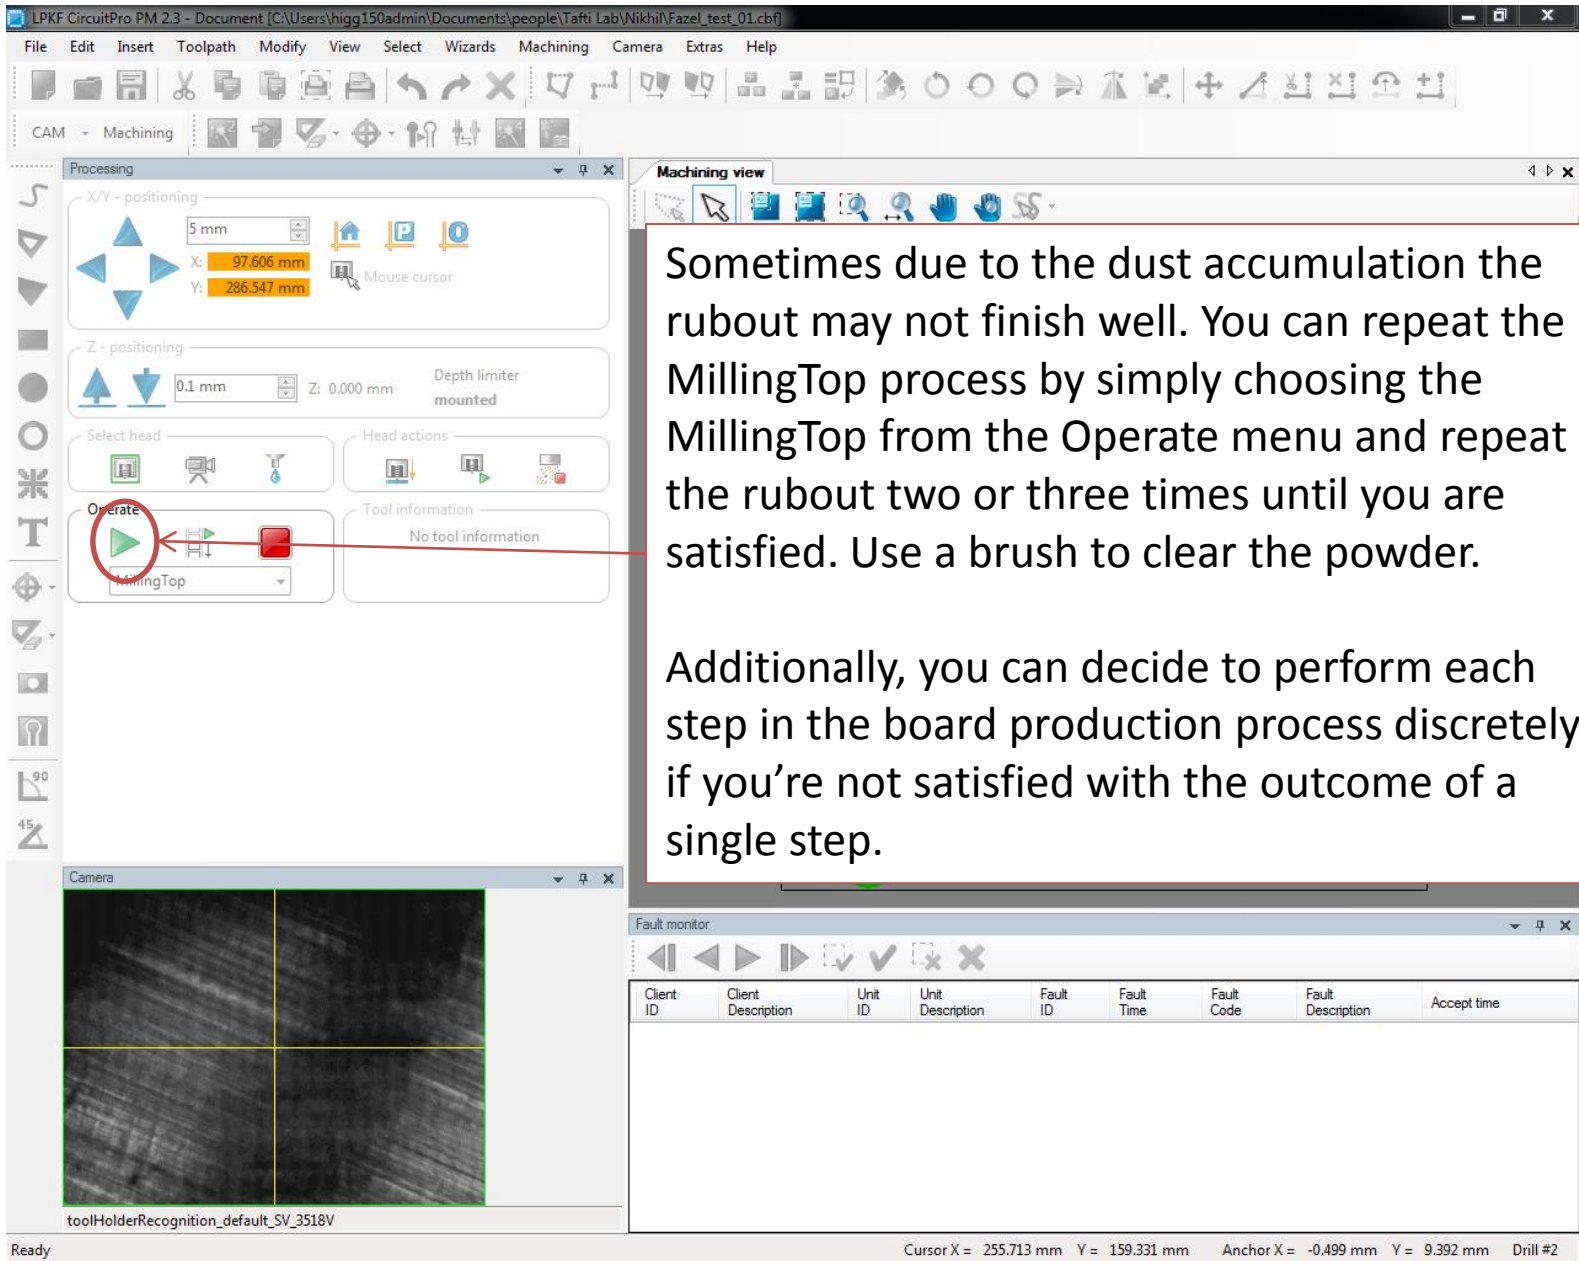 LPKF CircuitPro PM 2.3 - Document [C:\Users\higg150admin\Documents\people\Tafti Lab\Nikhil\Fazel_test_01.cbf]
File Edit Insert Toolpath Modify View Select Wizards Machining Camera Extras Help
CAM Machining
Processing
X/Y - positioning
5 mm
X: 97.606 mm
Y: 286.547 mm
Mouse cursor
Z - positioning
0.1 mm
Z: 0.000 mm
Depth limiter
mounted
Select head
Head actions
Operate
MillingTop
Tool information
No tool information
Machining view
Sometimes due to the dust accumulation the
rubout may not finish well. You can repeat the
MillingTop process by simply choosing the
MillingTop from the Operate menu and repeat
the rubout two or three times until you are
satisfied. Use a brush to clear the powder.
Additionally, you can decide to perform each
step in the board production process discretely
if you’re not satisfied with the outcome of a
single step.
T
90
45
Camera
toolHolderRecognition_default_SV_3518V
Fault monitor
Client ID Client Description Unit ID Unit Description Fault ID Fault Time Fault Code Fault Description Accept time
Ready
Cursor X = 255.713 mm Y = 159.331 mm Anchor X = -0.499 mm Y = 9.392 mm Drill #2